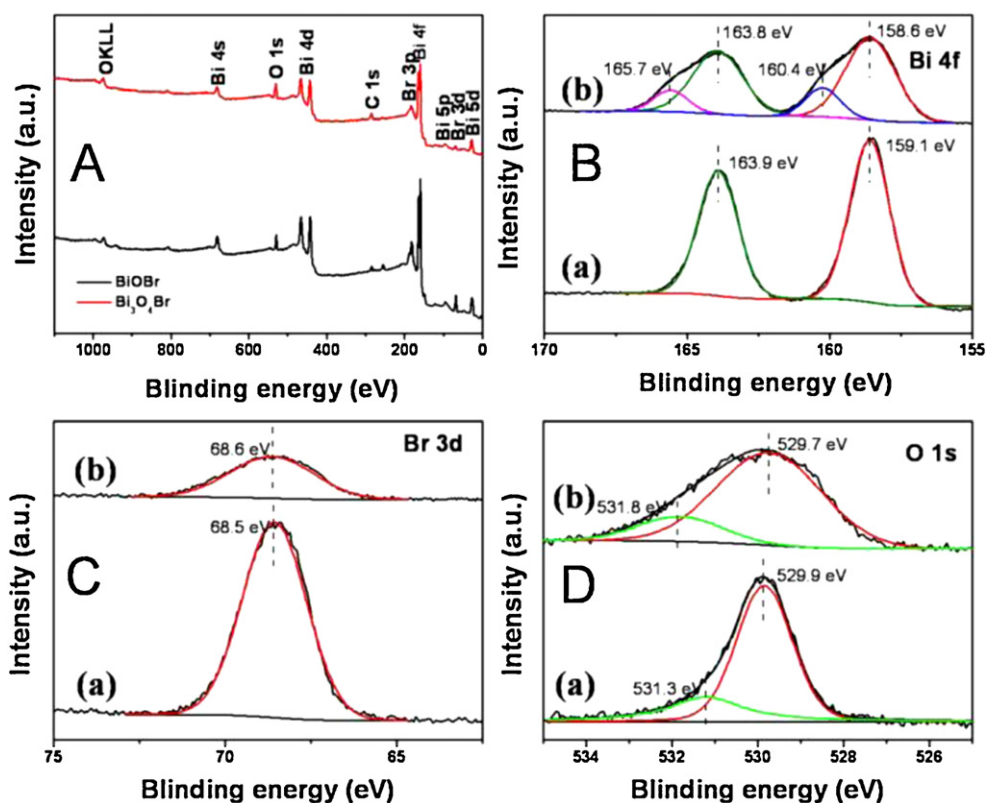 A
Intensity (a.u.)
OKLL
Bi 4s
O 1s
Bi 4d
C 1s
Br 3p
Bi 4f
Bi 5p
Br 3d
Bi 5d
BiOBr
Bi₃O₄Br
1000 800 600 400 200 0
Blinding energy (eV)
B
Intensity (a.u.)
Bi 4f
(b)
165.7 eV
163.8 eV
160.4 eV
158.6 eV
(a)
163.9 eV
159.1 eV
170 165 160 155
Blinding energy (eV)
C
Intensity (a.u.)
Br 3d
(b)
68.6 eV
(a)
68.5 eV
75 70 65
Blinding energy (eV)
D
Intensity (a.u.)
O 1s
(b)
531.8 eV
529.7 eV
(a)
531.3 eV
529.9 eV
534 532 530 528 526
Blinding energy (eV)